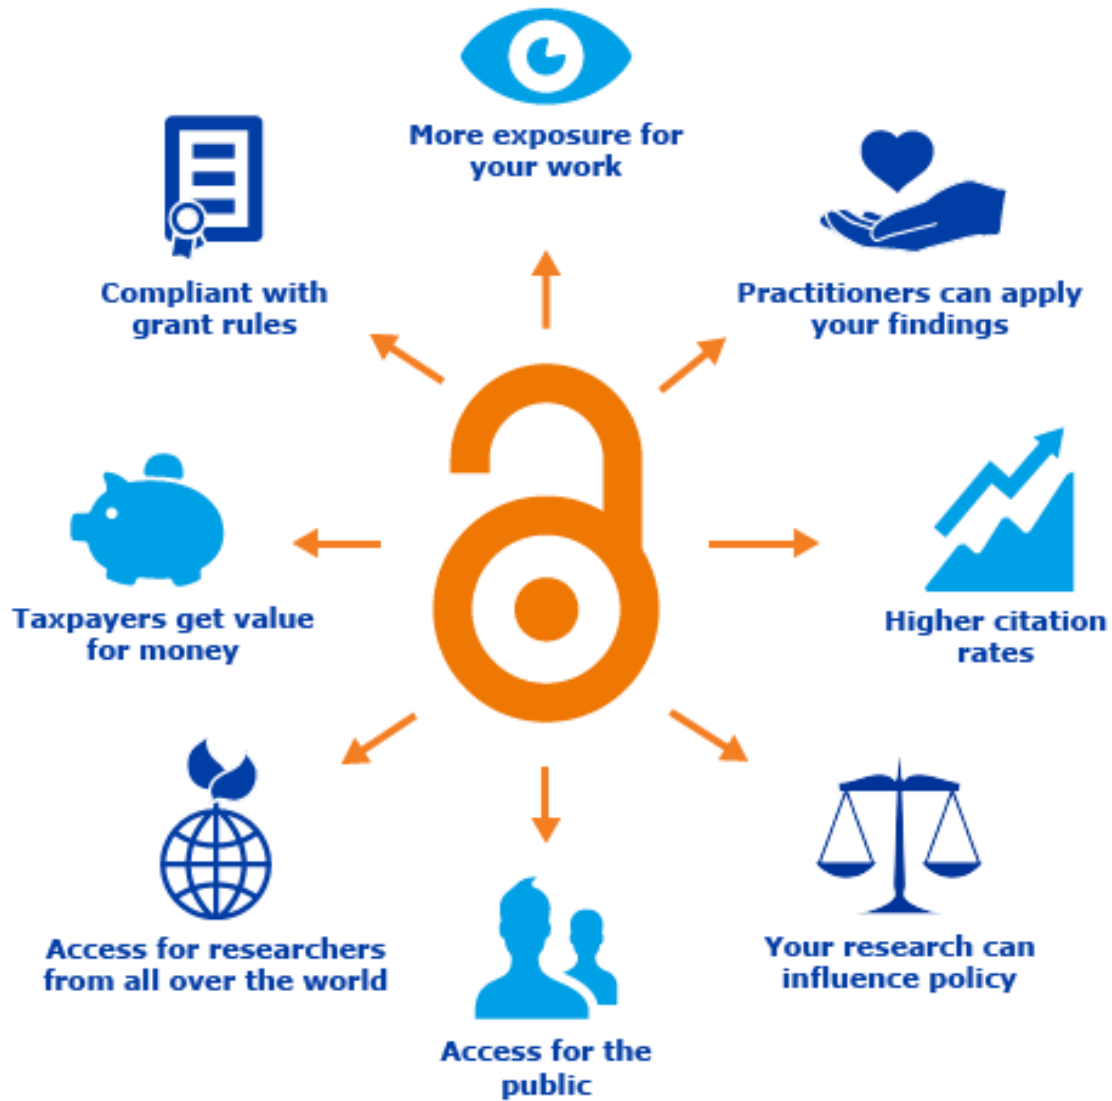 More exposure for
your work
Practitioners can apply
your findings
Higher citation
rates
Your research can
influence policy
Access for the
public
Access for researchers
from all over the world
Taxpayers get value
for money
Compliant with
grant rules